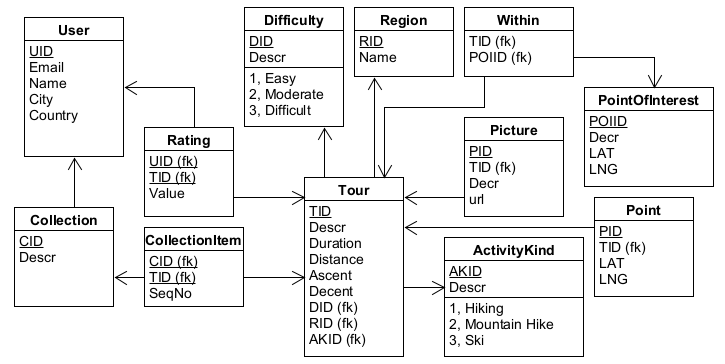 User
UID
Email
Name
City
Country
Difficulty
DID
Descr
1, Easy
2, Moderate
3, Difficult
Region
RID
Name
Within
TID (fk)
POIID (fk)
PointOfInterest
POIID
Decr
LAT
LNG
Rating
UID (fk)
TID (fk)
Value
Picture
PID
TID (fk)
Decr
url
Tour
TID
Descr
Duration
Distance
Ascent
Decent
DID (fk)
RID (fk)
AKID (fk)
Collection
CID
Descr
CollectionItem
CID (fk)
TID (fk)
SeqNo
ActivityKind
AKID
Descr
1, Hiking
2, Mountain Hike
3, Ski
Point
PID
TID (fk)
LAT
LNG